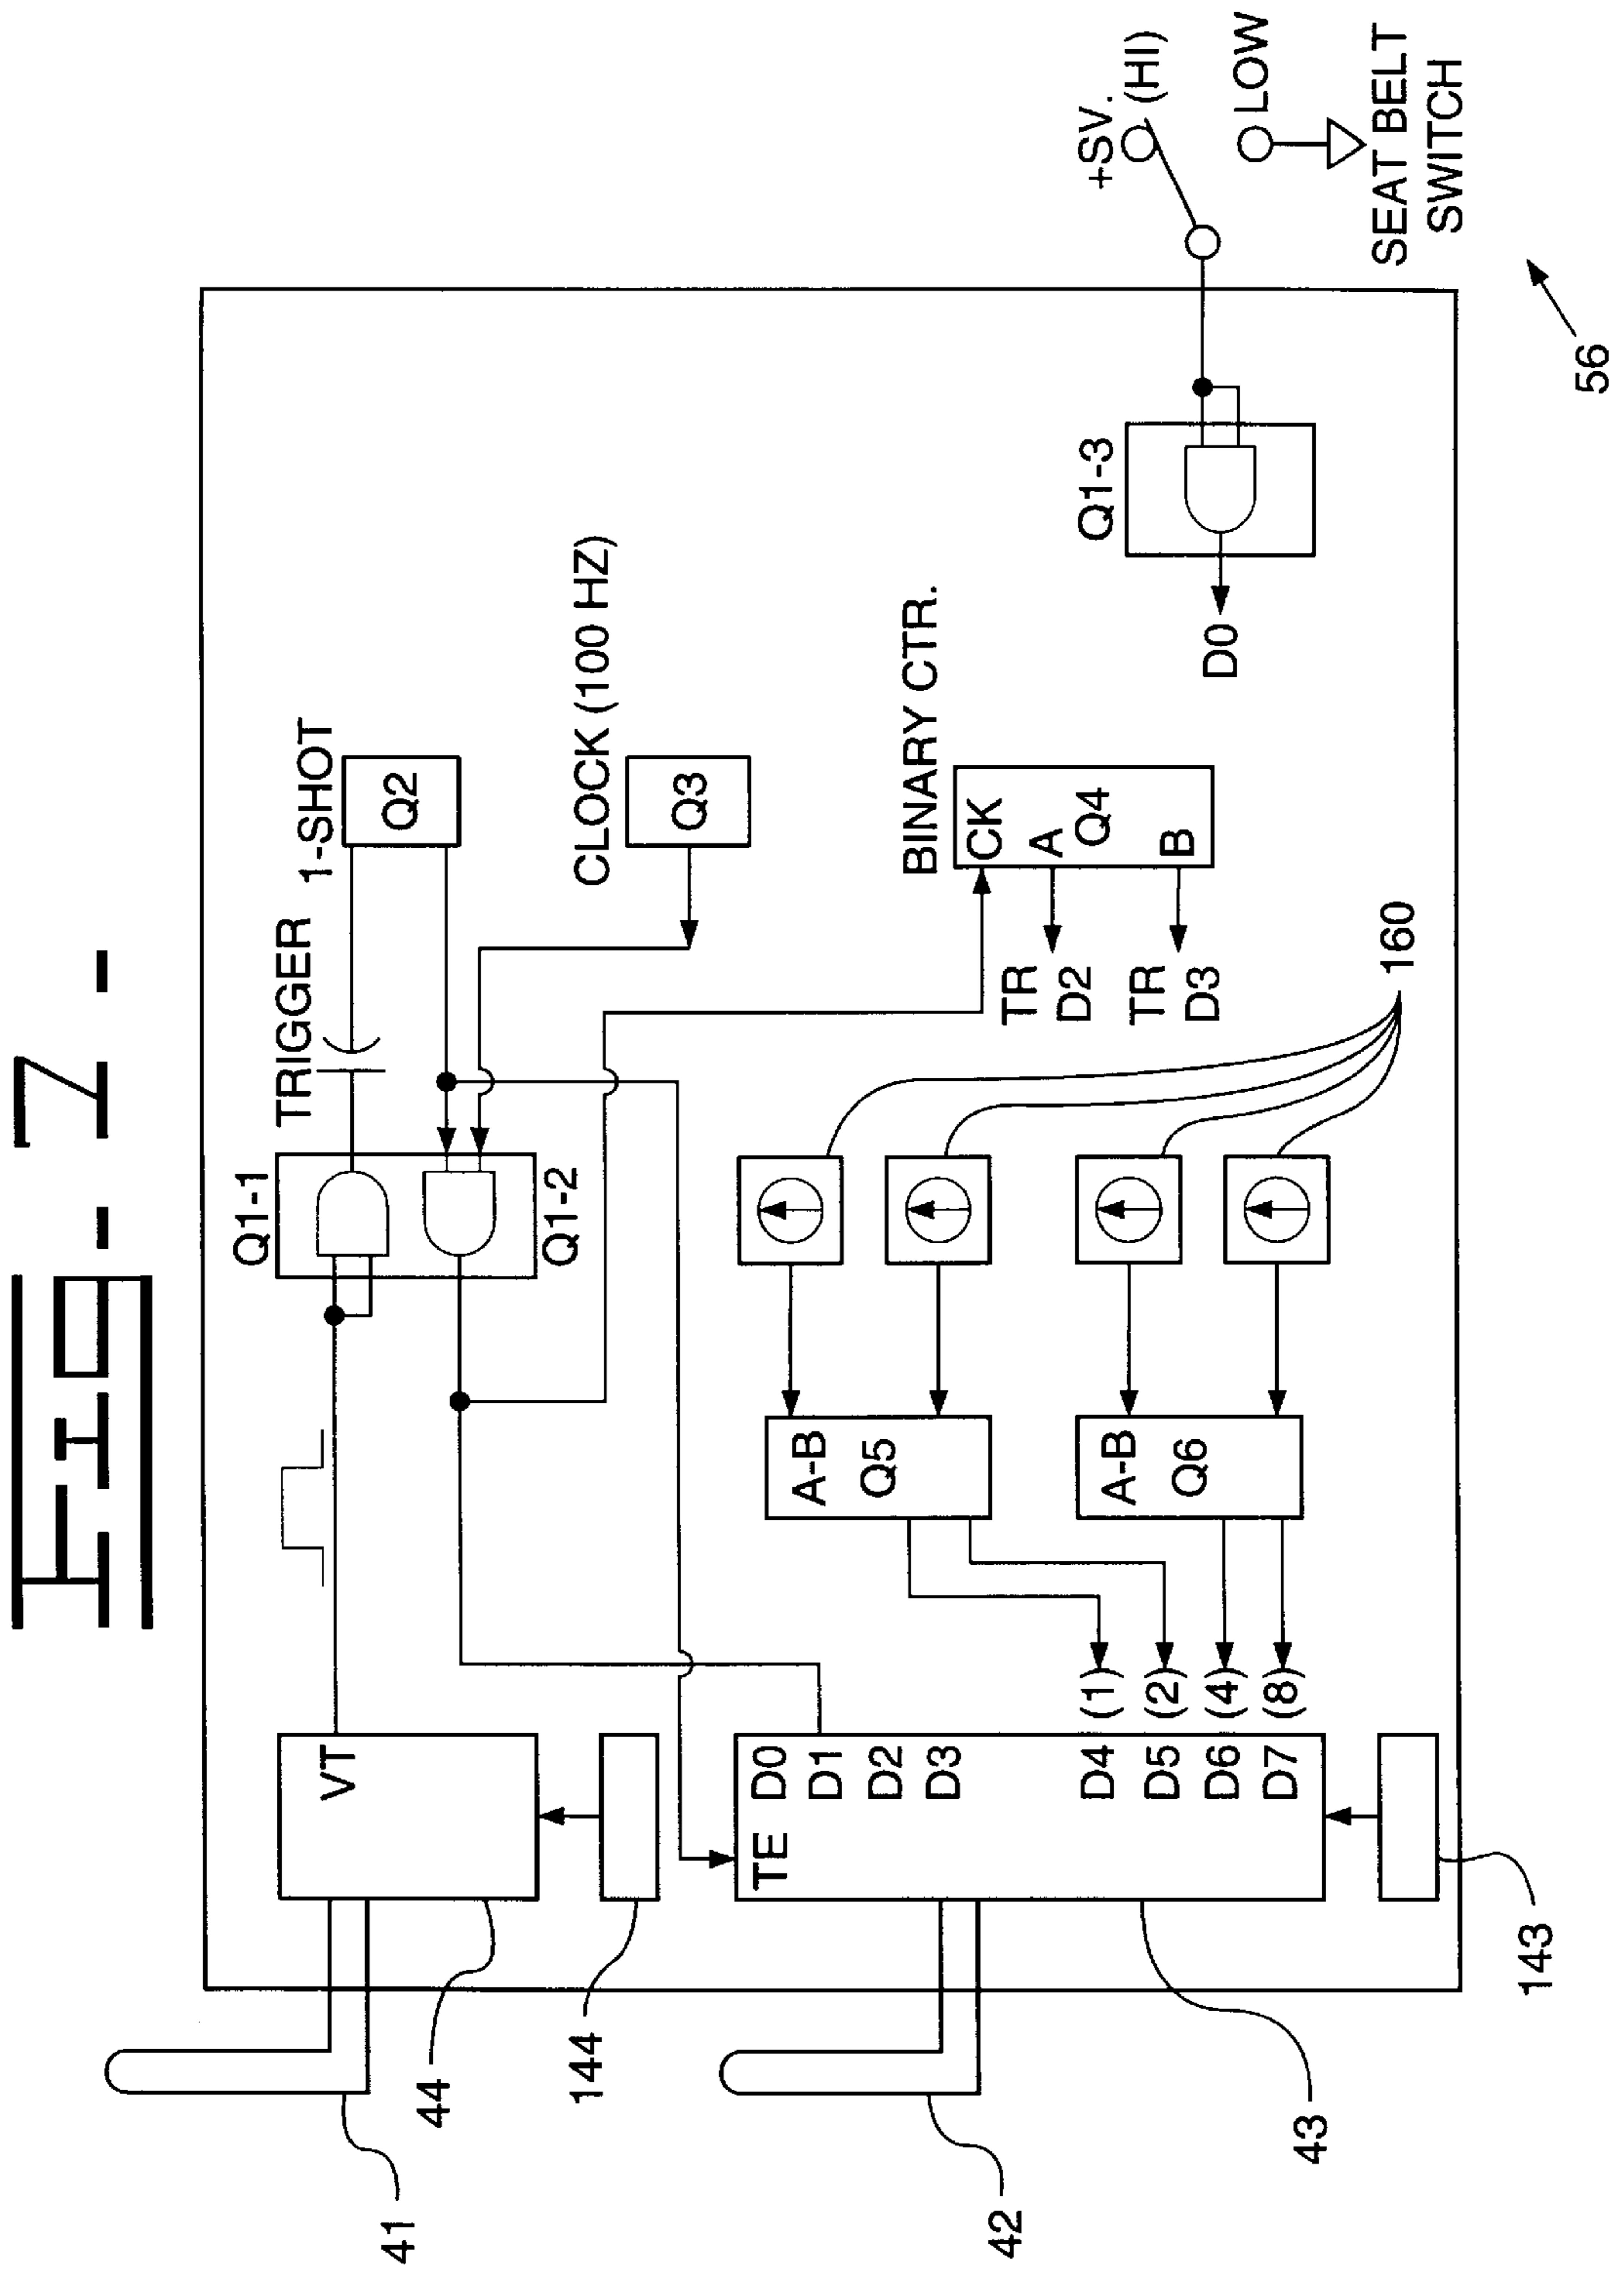 Fig-7-
TRIGGER
1-SHOT
Q1-1
Q2
VT
Q1-2
CLOCK (100 HZ)
Q3
41
44
144
TE
D0
D1
D2
D3
D4 (1)
D5 (2)
D6 (4)
D7 (8)
A-B
Q5
A-B
Q6
BINARY CTR.
CK
A
Q4
B
TR
D2
TR
D3
160
Q1-3
D0
+SV.
(HI)
LOW
SEAT BELT
SWITCH
42
43
143
56